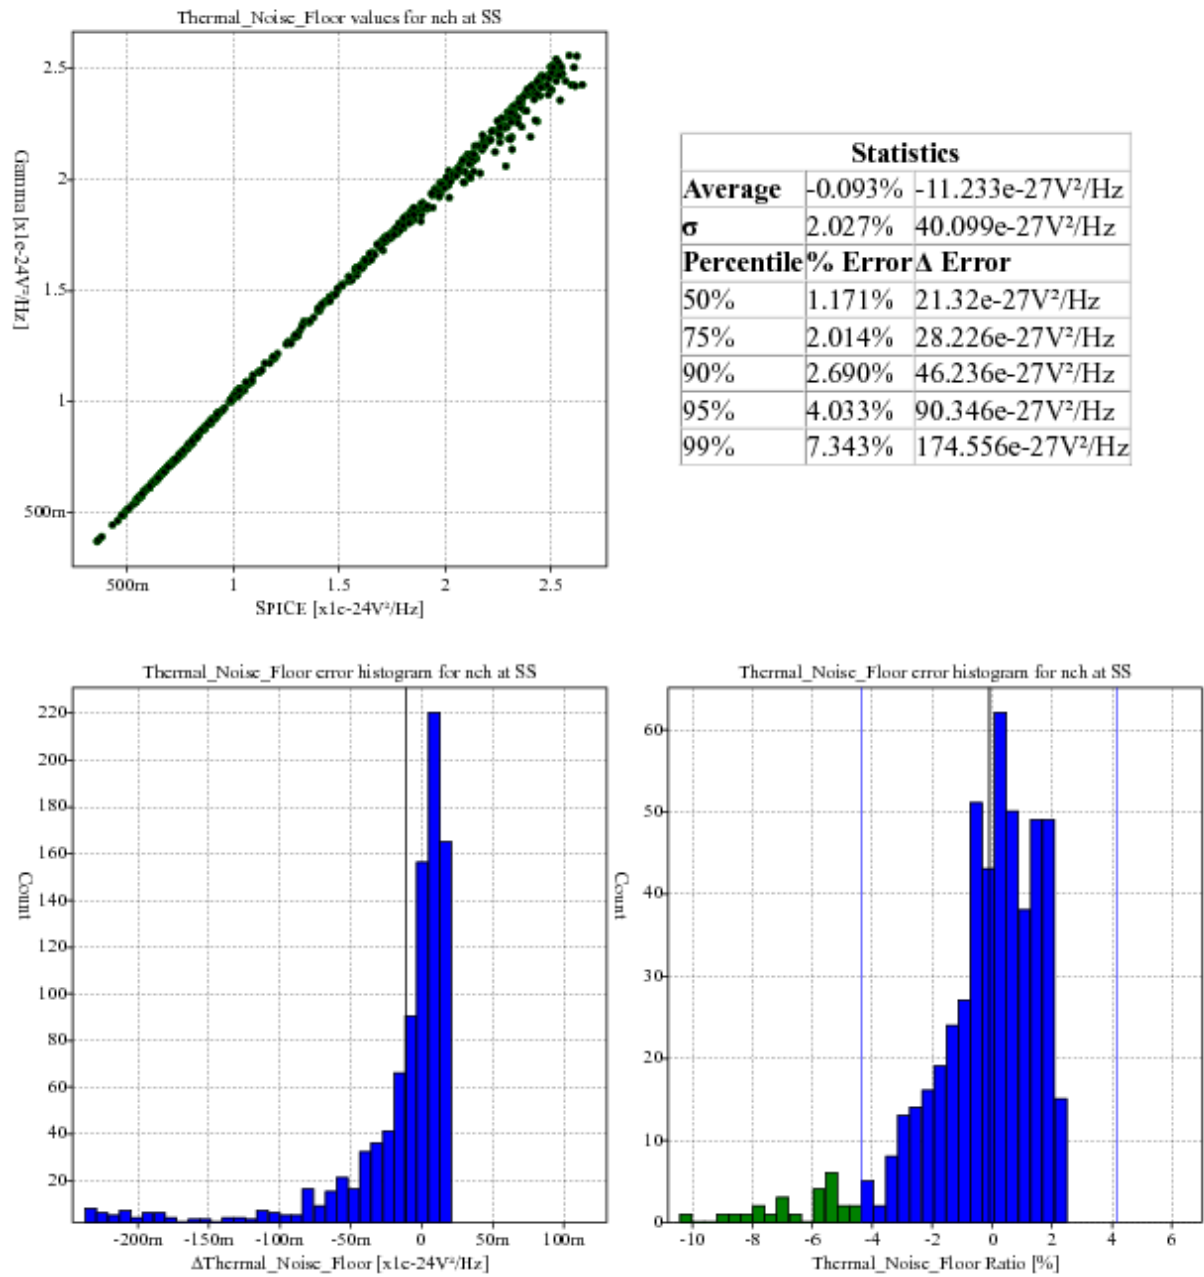 Thermal_Noise_Floor values for nch at SS
2.5
2
1.5
1
500m
Gamma [x1e-24V²/Hz]
500m 1 1.5 2 2.5
SPICE [x1e-24V²/Hz]
Statistics
Average -0.093% -11.233e-27V²/Hz
σ 2.027% 40.099e-27V²/Hz
Percentile % Error Δ Error
50% 1.171% 21.32e-27V²/Hz
75% 2.014% 28.226e-27V²/Hz
90% 2.690% 46.236e-27V²/Hz
95% 4.033% 90.346e-27V²/Hz
99% 7.343% 174.556e-27V²/Hz
Thermal_Noise_Floor error histogram for nch at SS
220
200
180
160
140
120
100
80
60
40
20
Count
-200m -150m -100m -50m 0 50m 100m
ΔThermal_Noise_Floor [x1e-24V²/Hz]
Thermal_Noise_Floor error histogram for nch at SS
60
50
40
30
20
10
0
Count
-10 -8 -6 -4 -2 0 2 4 6
Thermal_Noise_Floor Ratio [%]